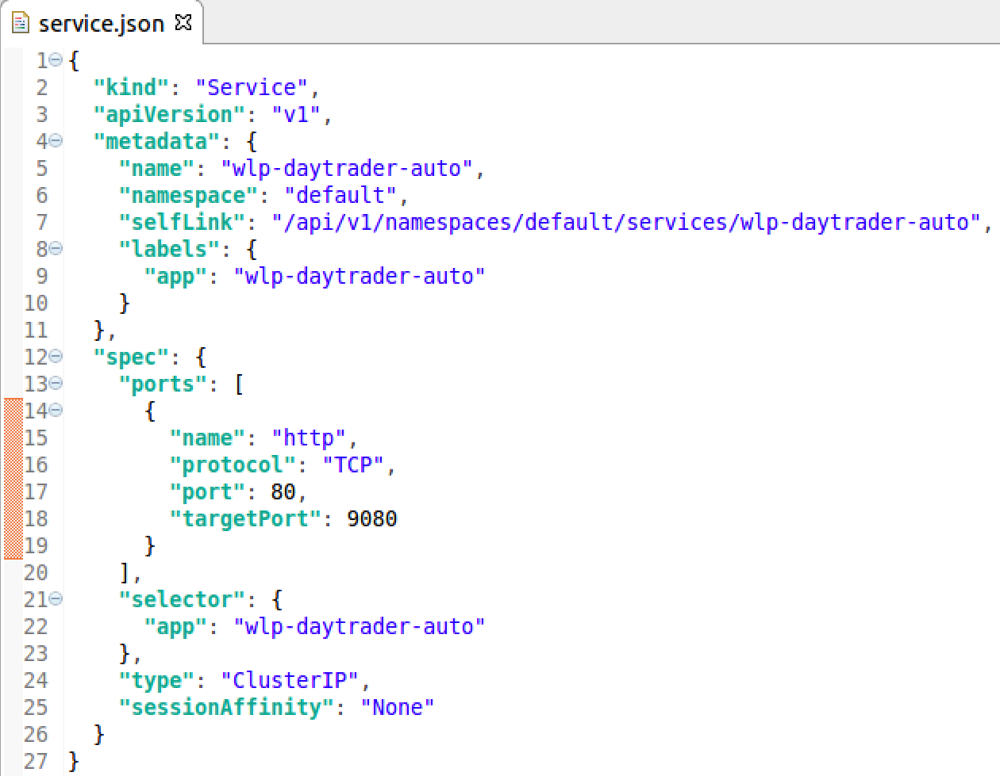 service.json
1 {
2   "kind": "Service",
3   "apiVersion": "v1",
4   "metadata": {
5     "name": "wlp-daytrader-auto",
6     "namespace": "default",
7     "selfLink": "/api/v1/namespaces/default/services/wlp-daytrader-auto",
8     "labels": {
9       "app": "wlp-daytrader-auto"
10     }
11   },
12   "spec": {
13     "ports": [
14       {
15         "name": "http",
16         "protocol": "TCP",
17         "port": 80,
18         "targetPort": 9080
19       }
20     ],
21     "selector": {
22       "app": "wlp-daytrader-auto"
23     },
24     "type": "ClusterIP",
25     "sessionAffinity": "None"
26   }
27 }